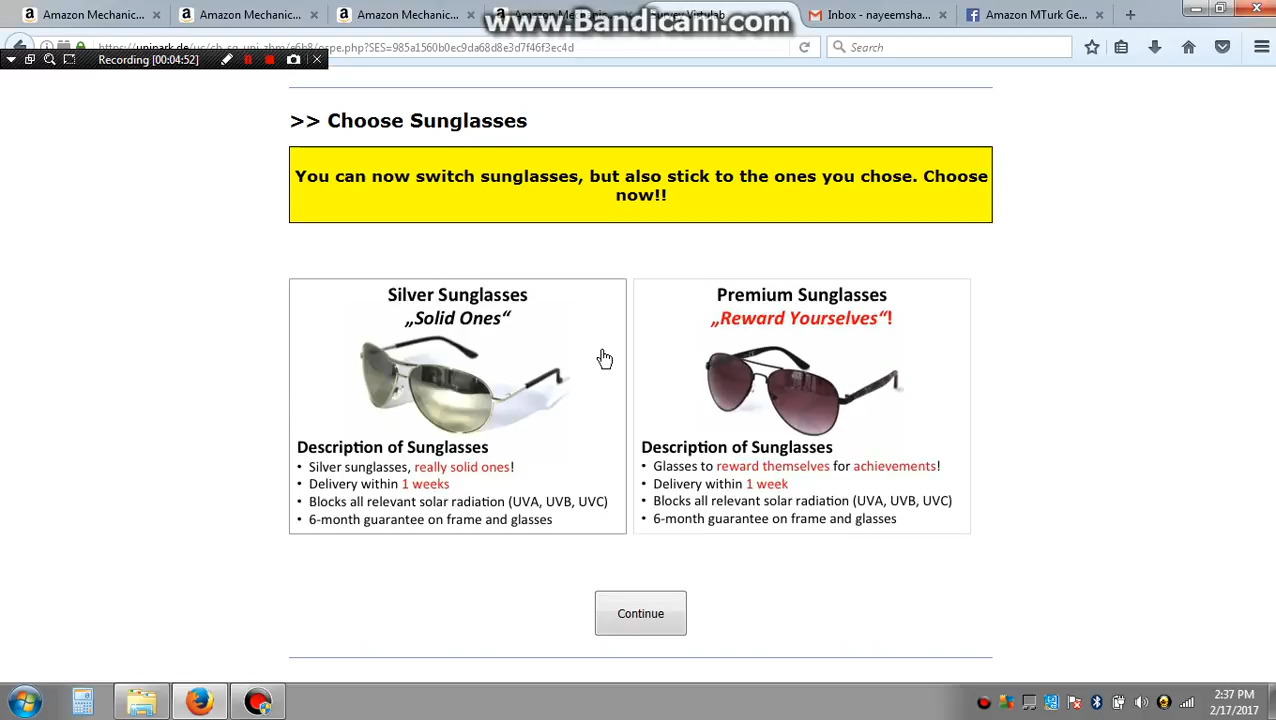 Amazon Mechanic...
Amazon Mechanic...
Amazon Mechanic...
Survey Virtulab
Inbox - nayeemsha...
Amazon MTurk Ge...
www.Bandicam.com
Search
Recording [00:04:52]
>> Choose Sunglasses
You can now switch sunglasses, but also stick to the ones you chose. Choose
now!!
Silver Sunglasses
„Solid Ones“
Description of Sunglasses
• Silver sunglasses, really solid ones!
• Delivery within 1 weeks
• Blocks all relevant solar radiation (UVA, UVB, UVC)
• 6-month guarantee on frame and glasses
Premium Sunglasses
„Reward Yourselves“!
Description of Sunglasses
• Glasses to reward themselves for achievements!
• Delivery within 1 week
• Blocks all relevant solar radiation (UVA, UVB, UVC)
• 6-month guarantee on frame and glasses
Continue
2:37 PM
2/17/2017